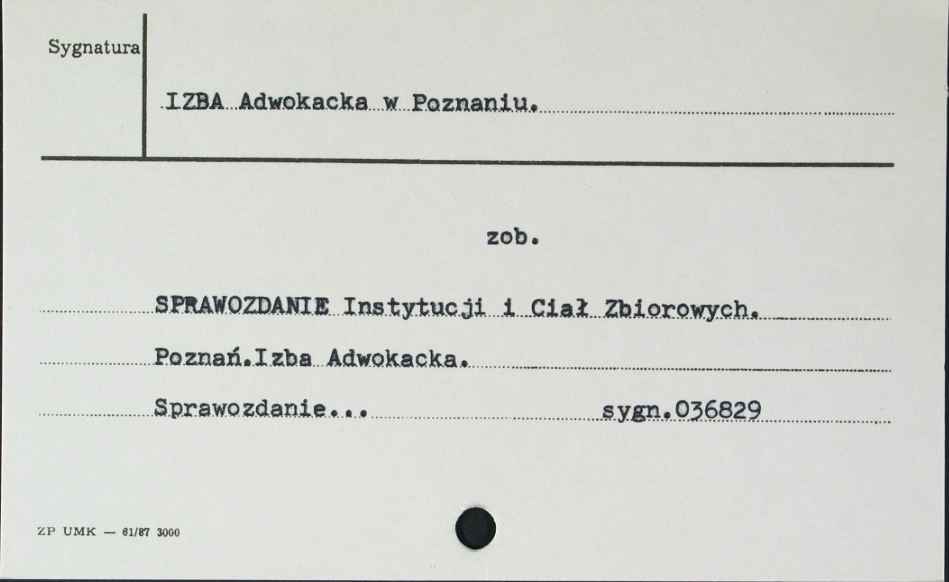 Sygnatura
IZBA Adwokacka w Poznaniu.
zob.
SPRAWOZDANIE Instytucji i Ciał Zbiorowych.
Poznań.Izba Adwokacka.
Sprawozdanie... sygn.036829
ZP UMK — 61/87 3000